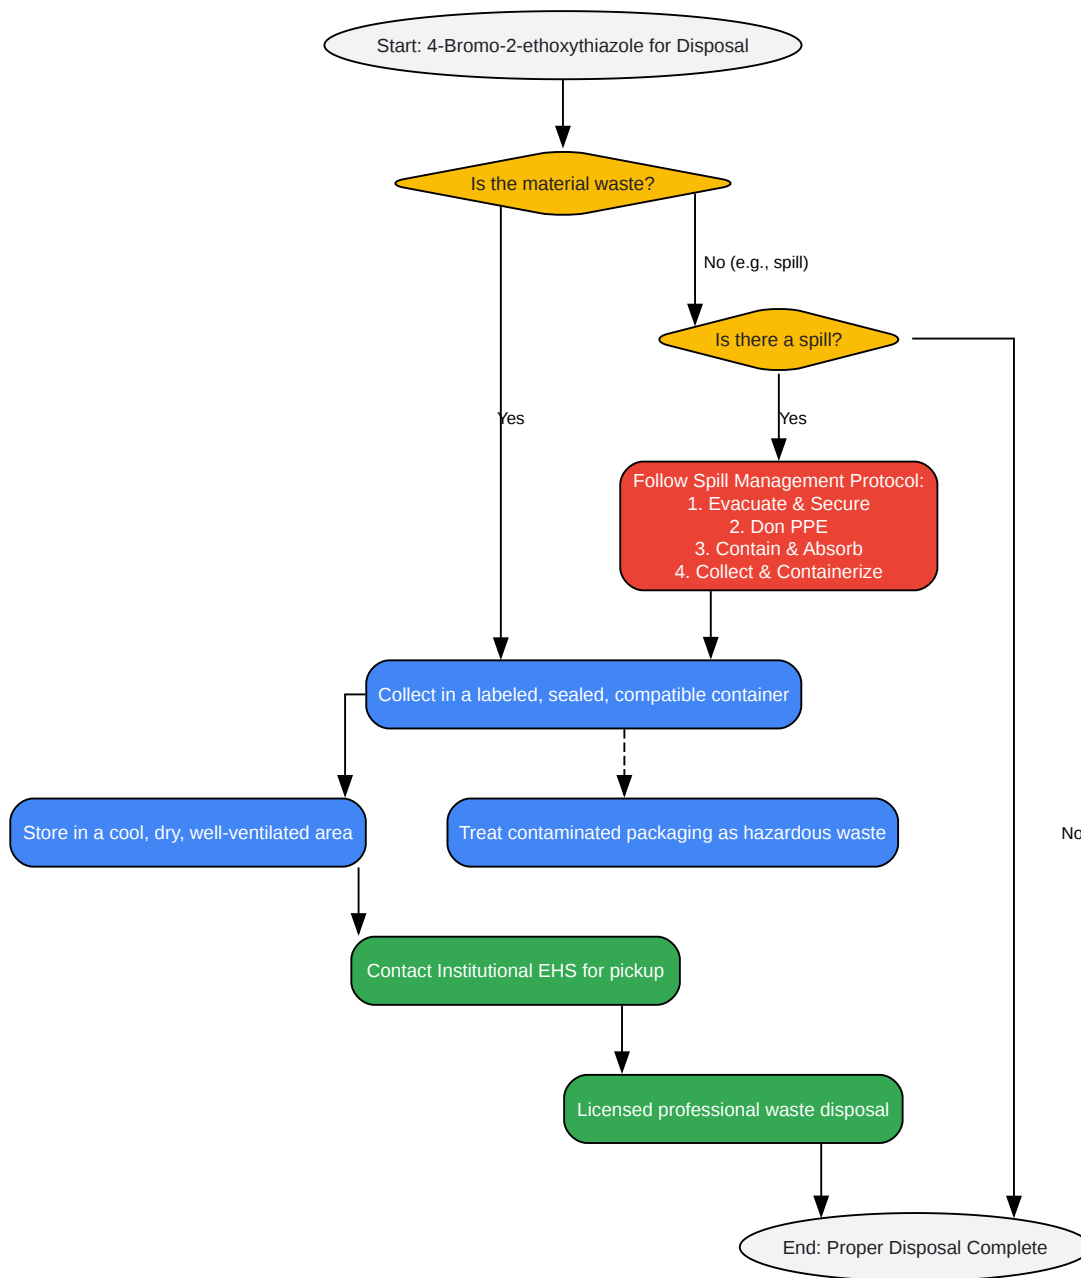 Start: 4-Bromo-2-ethoxythiazole for Disposal
Is the material waste?
No (e.g., spill)
Is there a spill?
Yes
Yes
Follow Spill Management Protocol:
1. Evacuate & Secure
2. Don PPE
3. Contain & Absorb
4. Collect & Containerize
Collect in a labeled, sealed, compatible container
Store in a cool, dry, well-ventilated area
Treat contaminated packaging as hazardous waste
No
Contact Institutional EHS for pickup
Licensed professional waste disposal
End: Proper Disposal Complete